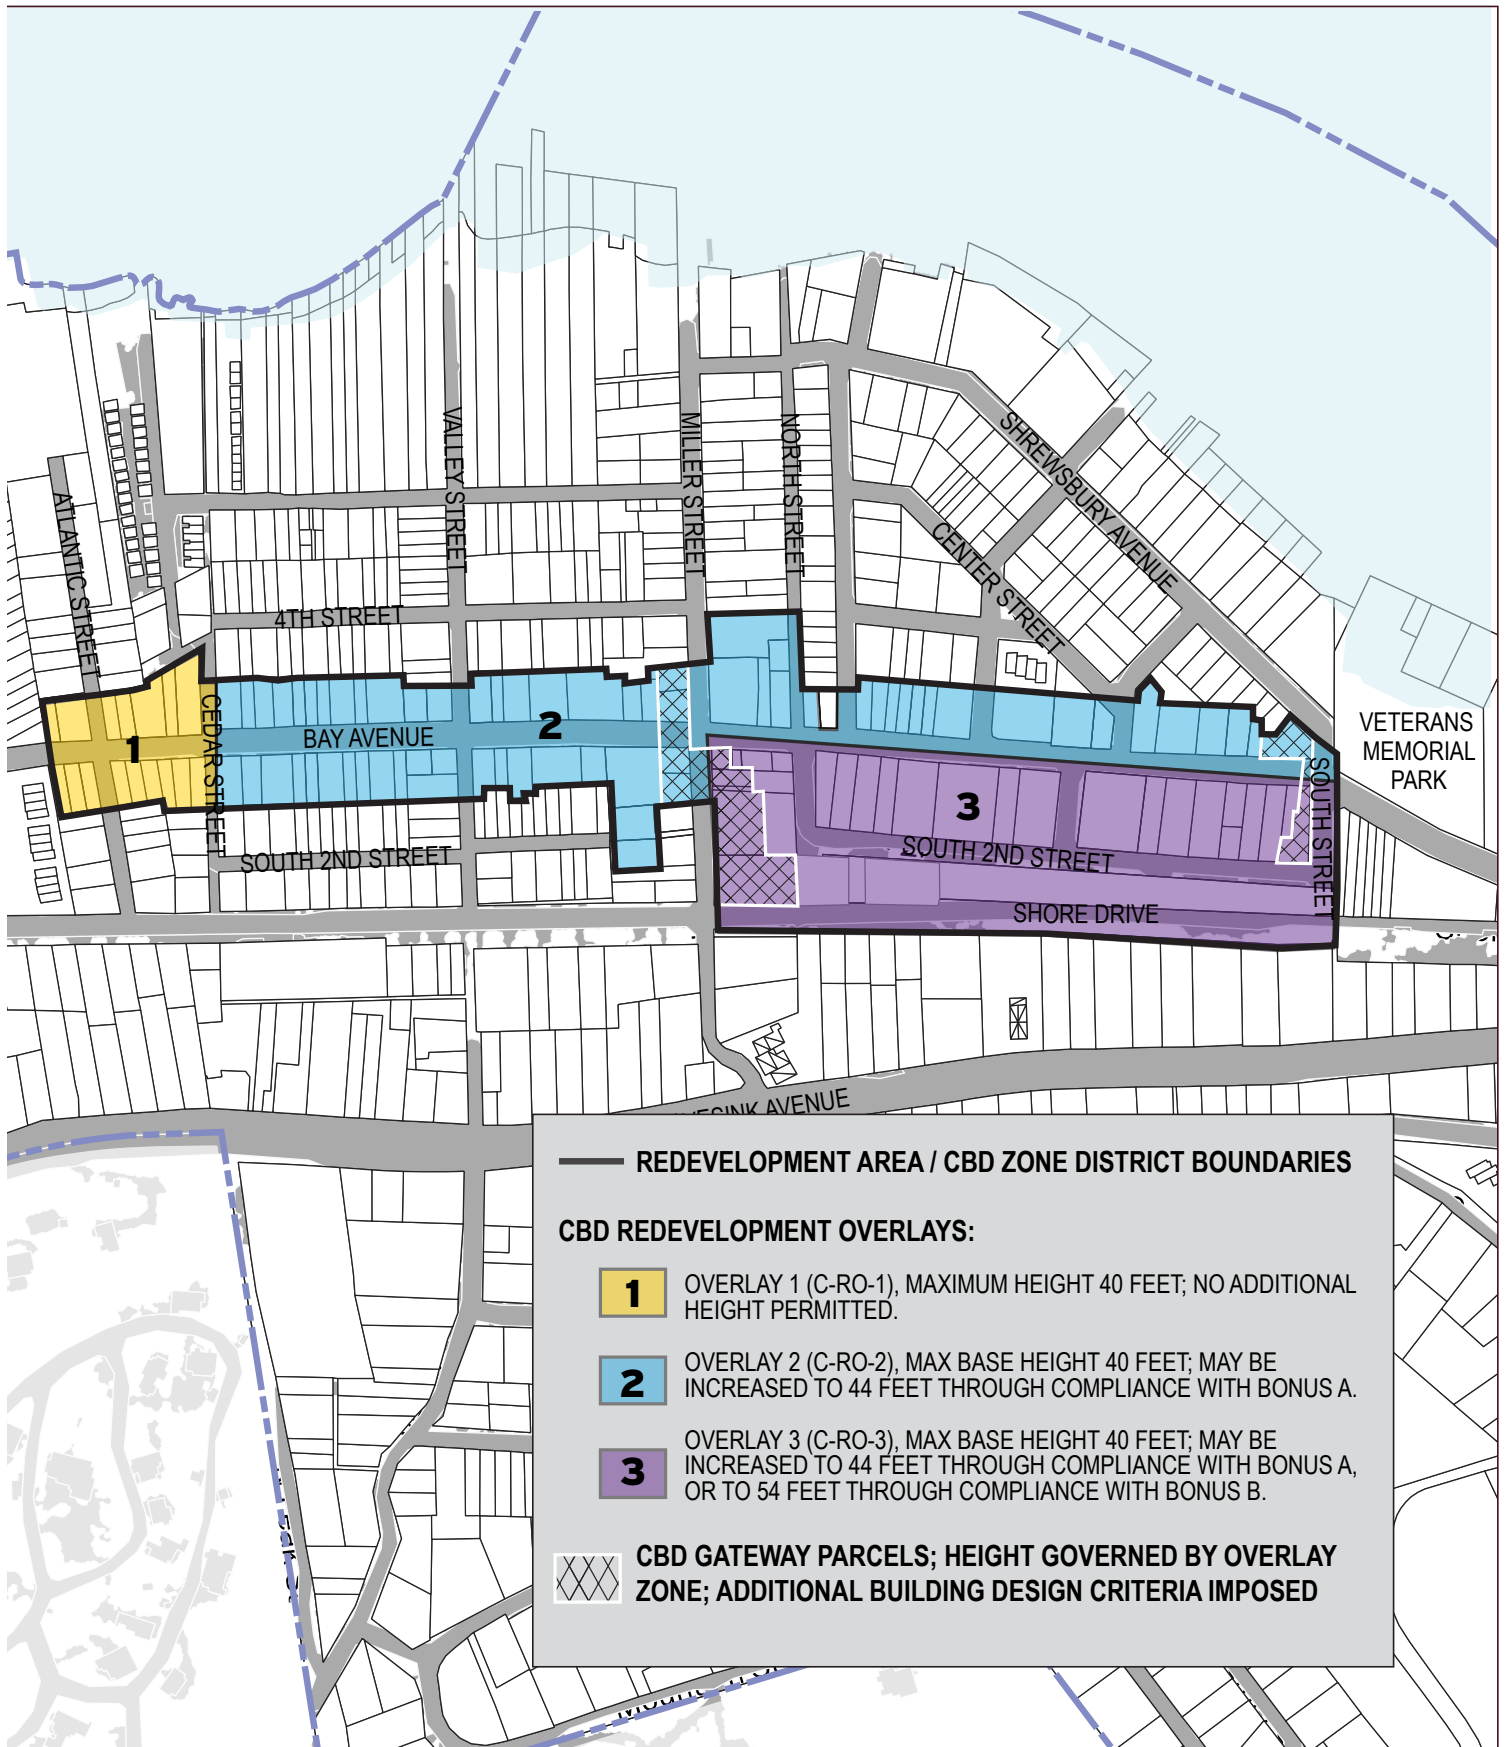 VALLEY STREET
MILLER STREET
NORTH STREET
SHREWSBURY AVENUE
ATLANTIC STREET
CENTER STREET
4TH STREET
CEDAR STREET
1
BAY AVENUE
2
3
VETERANS
MEMORIAL
PARK
SOUTH STREET
SOUTH 2ND STREET
SOUTH 2ND STREET
SHORE DRIVE
AVENUE
REDEVELOPMENT AREA / CBD ZONE DISTRICT BOUNDARIES
CBD REDEVELOPMENT OVERLAYS:
1
OVERLAY 1 (C-RO-1), MAXIMUM HEIGHT 40 FEET; NO ADDITIONAL
HEIGHT PERMITTED.
2
OVERLAY 2 (C-RO-2), MAX BASE HEIGHT 40 FEET; MAY BE
INCREASED TO 44 FEET THROUGH COMPLIANCE WITH BONUS A.
3
OVERLAY 3 (C-RO-3), MAX BASE HEIGHT 40 FEET; MAY BE
INCREASED TO 44 FEET THROUGH COMPLIANCE WITH BONUS A,
OR TO 54 FEET THROUGH COMPLIANCE WITH BONUS B.
CBD GATEWAY PARCELS; HEIGHT GOVERNED BY OVERLAY
ZONE; ADDITIONAL BUILDING DESIGN CRITERIA IMPOSED